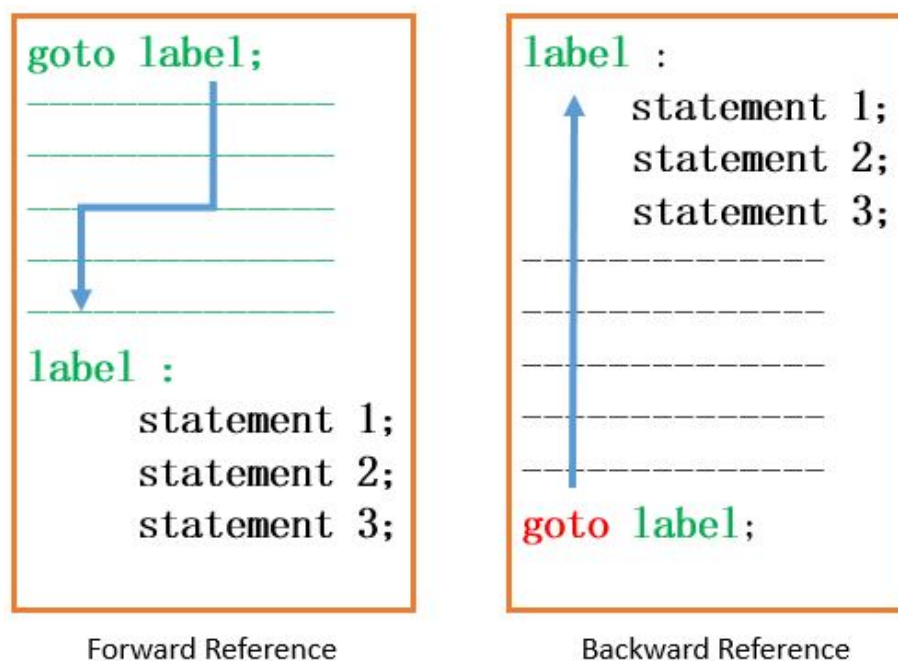 goto label;
label :
statement 1;
statement 2;
statement 3;
Forward Reference
label :
statement 1;
statement 2;
statement 3;
goto label;
Backward Reference